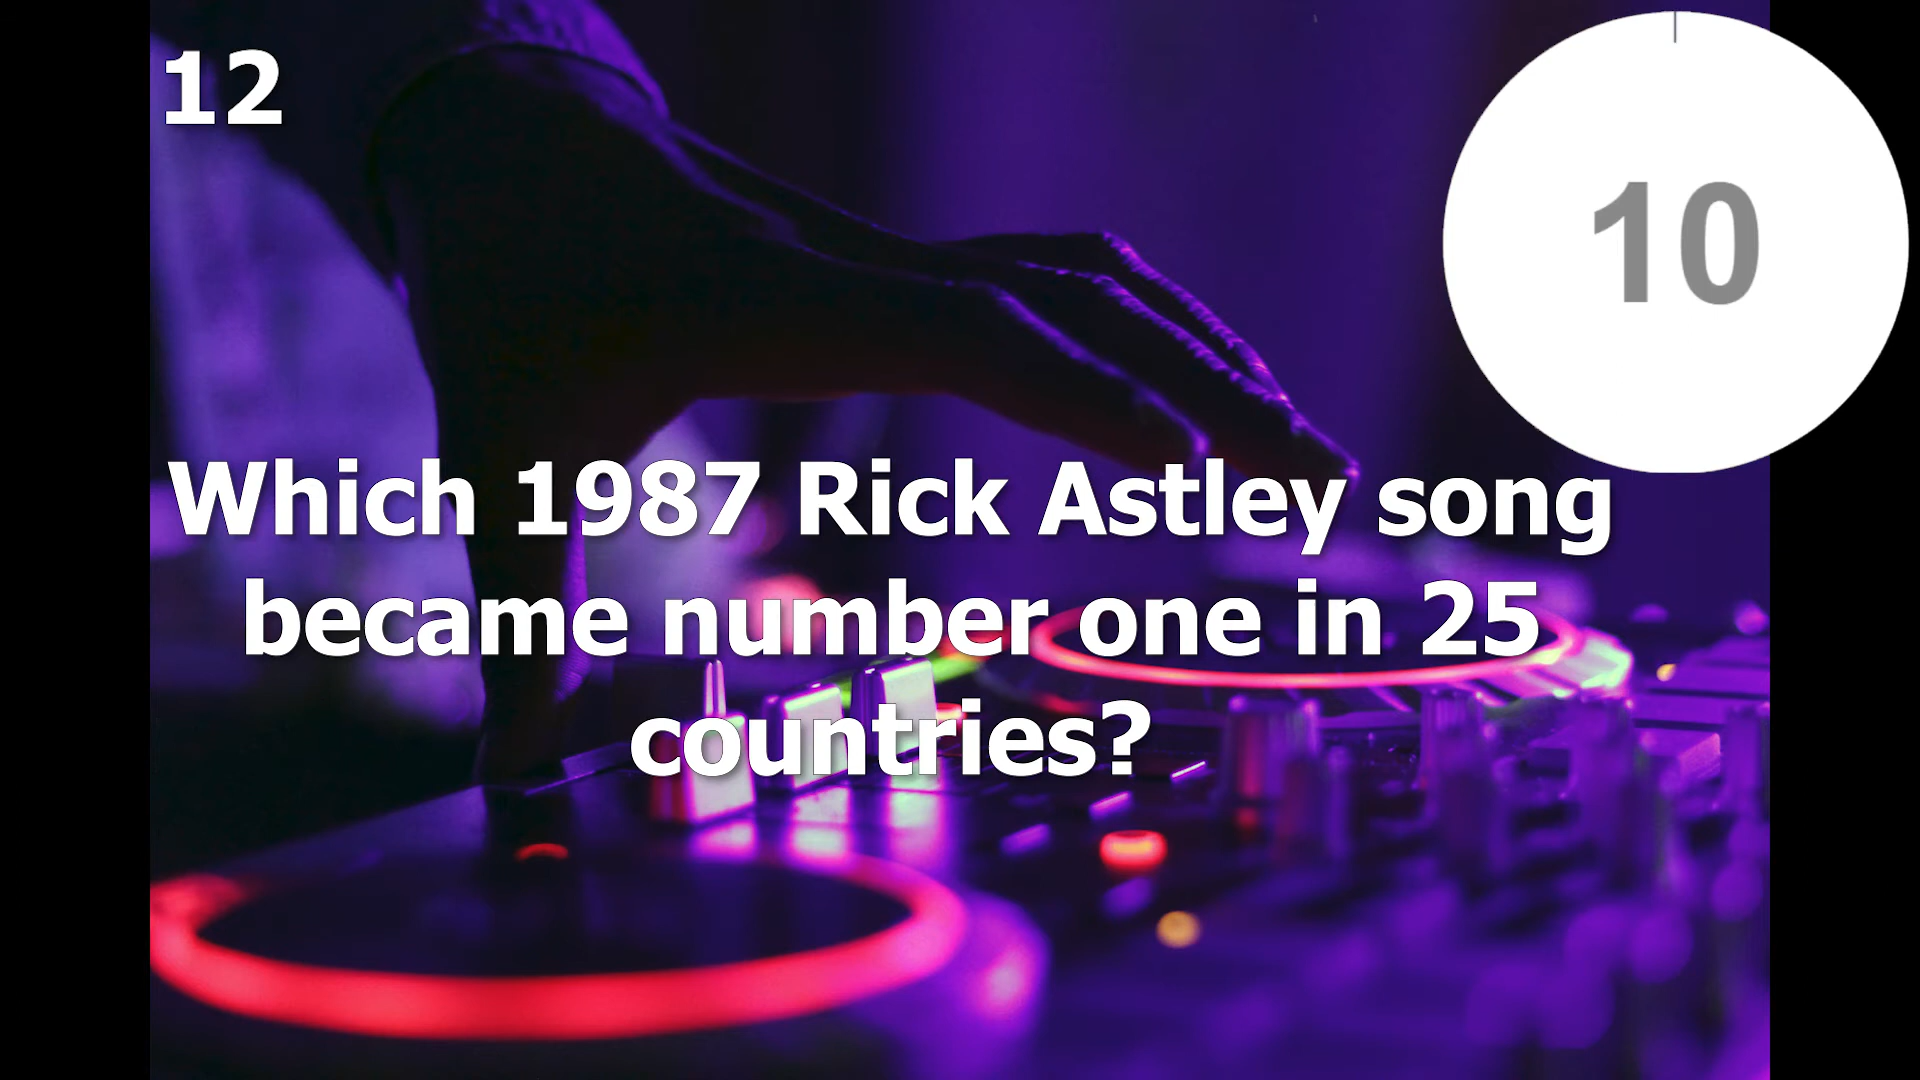 12
10
Which 1987 Rick Astley song
became number one in 25
countries?